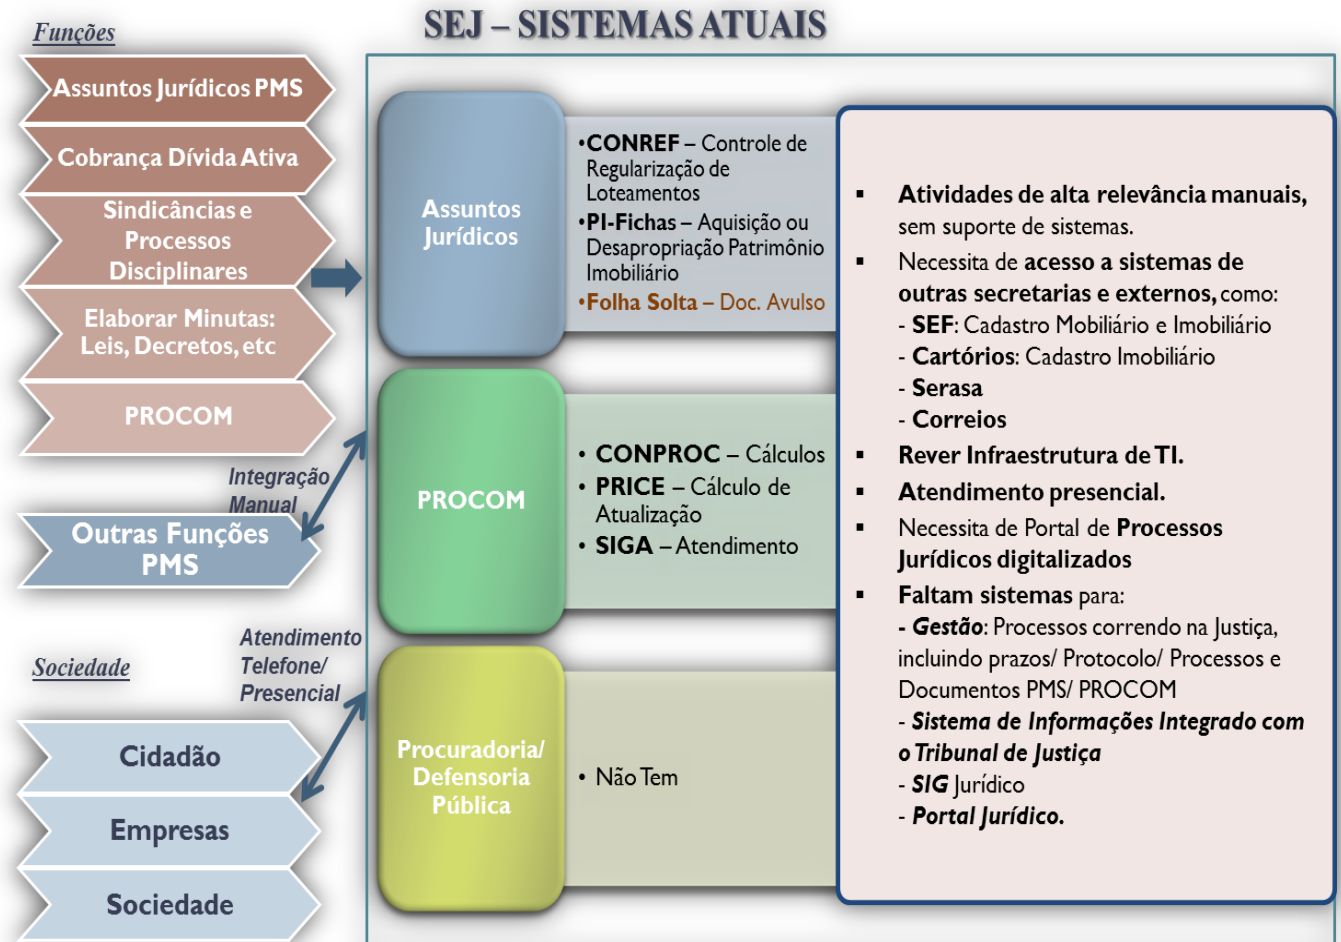 SEJ – SISTEMAS ATUAIS
Funções
Assuntos Jurídicos PMS
Cobrança Dívida Ativa
Sindicâncias e
Processos
Disciplinares
Elaborar Minutas:
Leis, Decretos, etc
PROCOM
Integração
Manual
Outras Funções
PMS
Atendimento
Telefone/
Presencial
Sociedade
Cidadão
Empresas
Sociedade
Assuntos
Jurídicos
•CONREF – Controle de
Regularização de
Loteamentos
•PI-Fichas – Aquisição ou
Desapropriação Patrimônio
Imobiliário
•Folha Solta – Doc. Avulso
PROCOM
• CONPROC – Cálculos
• PRICE – Cálculo de
Atualização
• SIGA – Atendimento
Procuradoria/
Defensoria
Pública
• Não Tem
▪ Atividades de alta relevância manuais,
sem suporte de sistemas.
▪ Necessita de acesso a sistemas de
outras secretarias e externos, como:
- SEF: Cadastro Mobiliário e Imobiliário
- Cartórios: Cadastro Imobiliário
- Serasa
- Correios
▪ Rever Infraestrutura de TI.
▪ Atendimento presencial.
▪ Necessita de Portal de Processos
Jurídicos digitalizados
▪ Faltam sistemas para:
- Gestão: Processos correndo na Justiça,
incluindo prazos/ Protocolo/ Processos e
Documentos PMS/ PROCOM
- Sistema de Informações Integrado com
o Tribunal de Justiça
- SIG Jurídico
- Portal Jurídico.